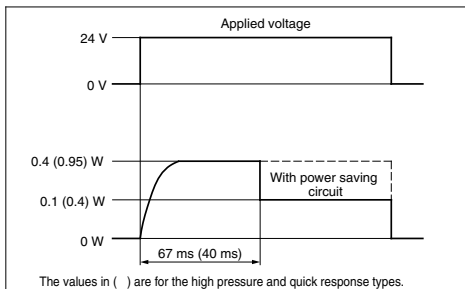 Applied voltage
24 V
0 V
0.4 (0.95) W
With power saving
circuit
0.1 (0.4) W
0 W
67 ms (40 ms)
The values in ( ) are for the high pressure and quick response types.